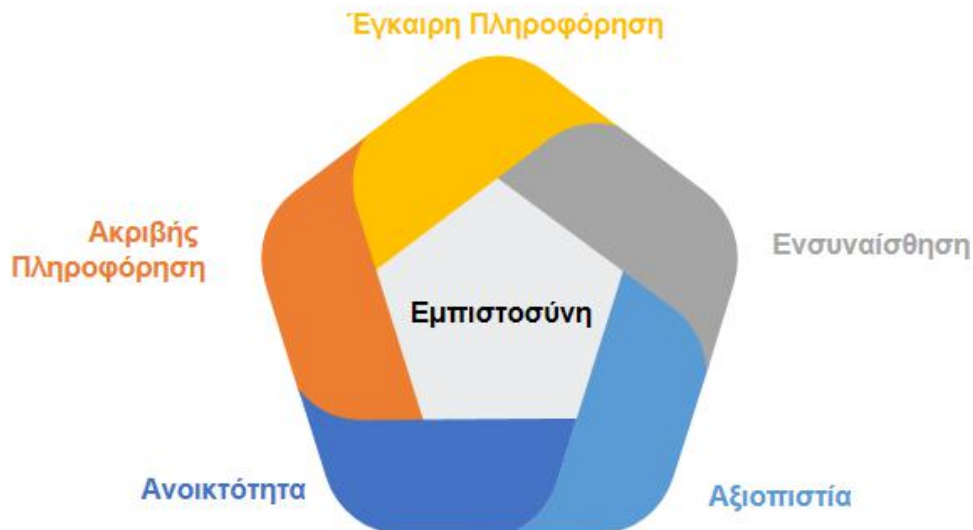 Έγκαιρη Πληροφόρηση
Ακριβής
Πληροφόρηση
Ενσυναίσθηση
Εμπιστοσύνη
Ανοικτότητα
Αξιοπιστία